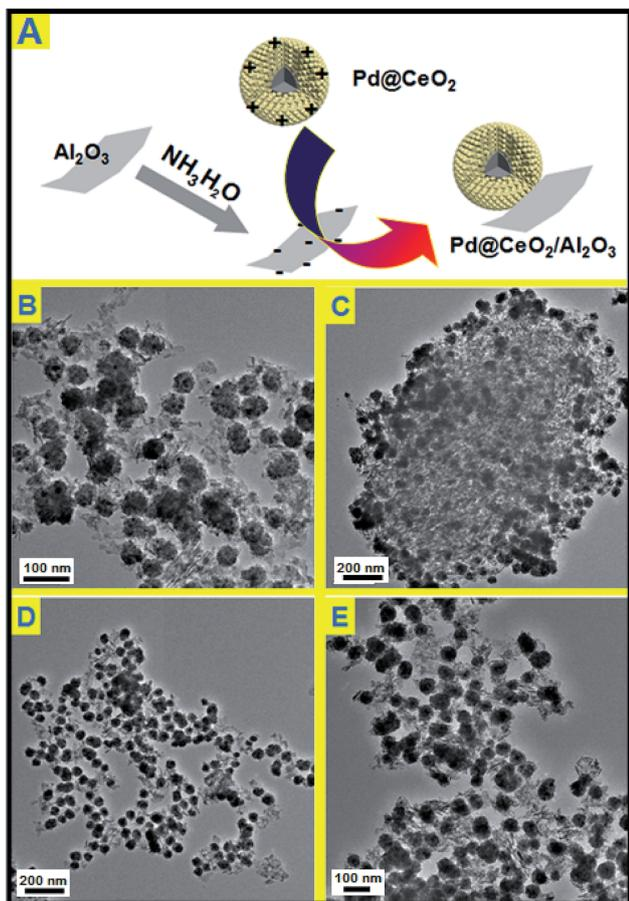 A
Pd@CeO₂
Al₂O₃
NH₃H₂O
Pd@CeO₂/Al₂O₃
B
C
100 nm
200 nm
D
E
200 nm
100 nm